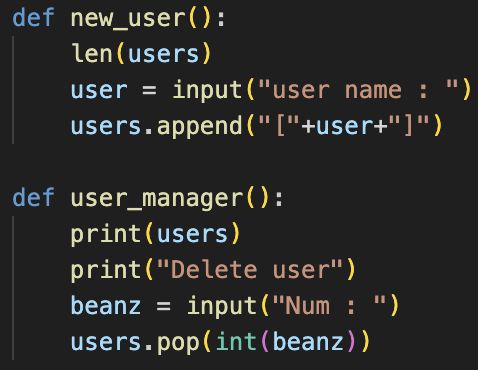 def new_user():
    len(users)
    user = input("user name : ")
    users.append("["+user+"]")

def user_manager():
    print(users)
    print("Delete user")
    beanz = input("Num : ")
    users.pop(int(beanz))